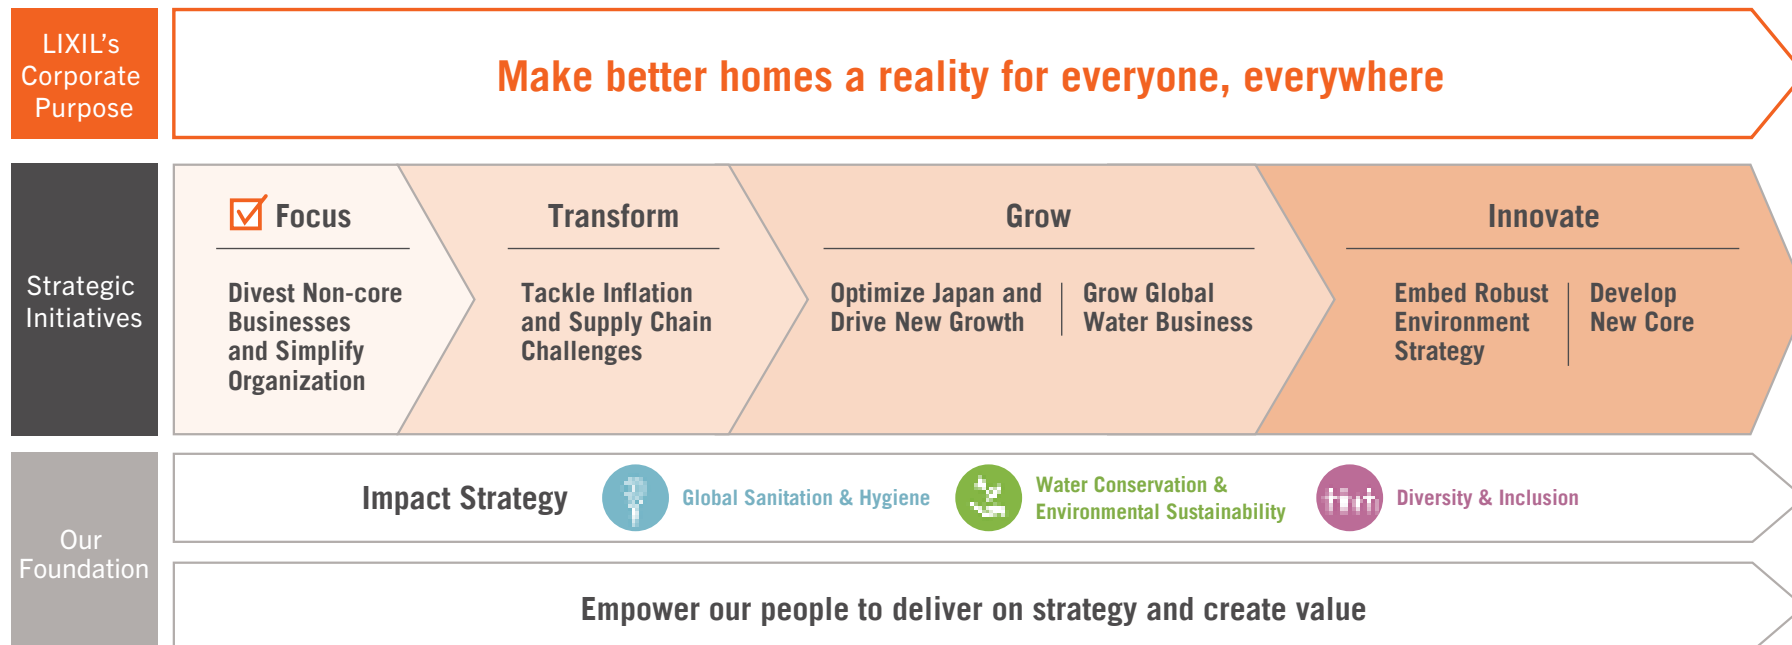 LIXIL's
Corporate
Purpose
Make better homes a reality for everyone, everywhere
Strategic
Initiatives
Focus
Divest Non-core
Businesses
and Simplify
Organization
Transform
Tackle Inflation
and Supply Chain
Challenges
Grow
Optimize Japan and
Drive New Growth
Grow Global
Water Business
Innovate
Embed Robust
Environment
Strategy
Develop
New Core
Our
Foundation
Impact Strategy
Global Sanitation & Hygiene
Water Conservation &
Environmental Sustainability
Diversity & Inclusion
Empower our people to deliver on strategy and create value